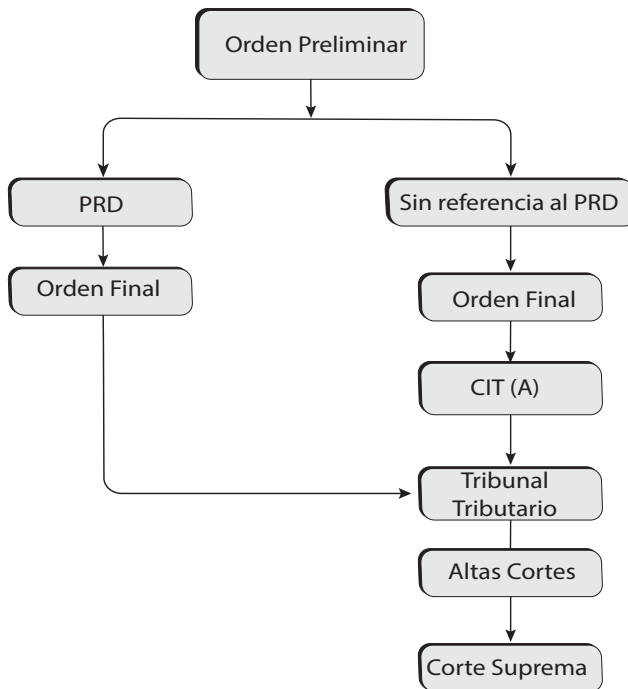 Orden Preliminar
PRD
Sin referencia al PRD
Orden Final
Orden Final
CIT (A)
Tribunal
Tributario
Altas Cortes
Corte Suprema